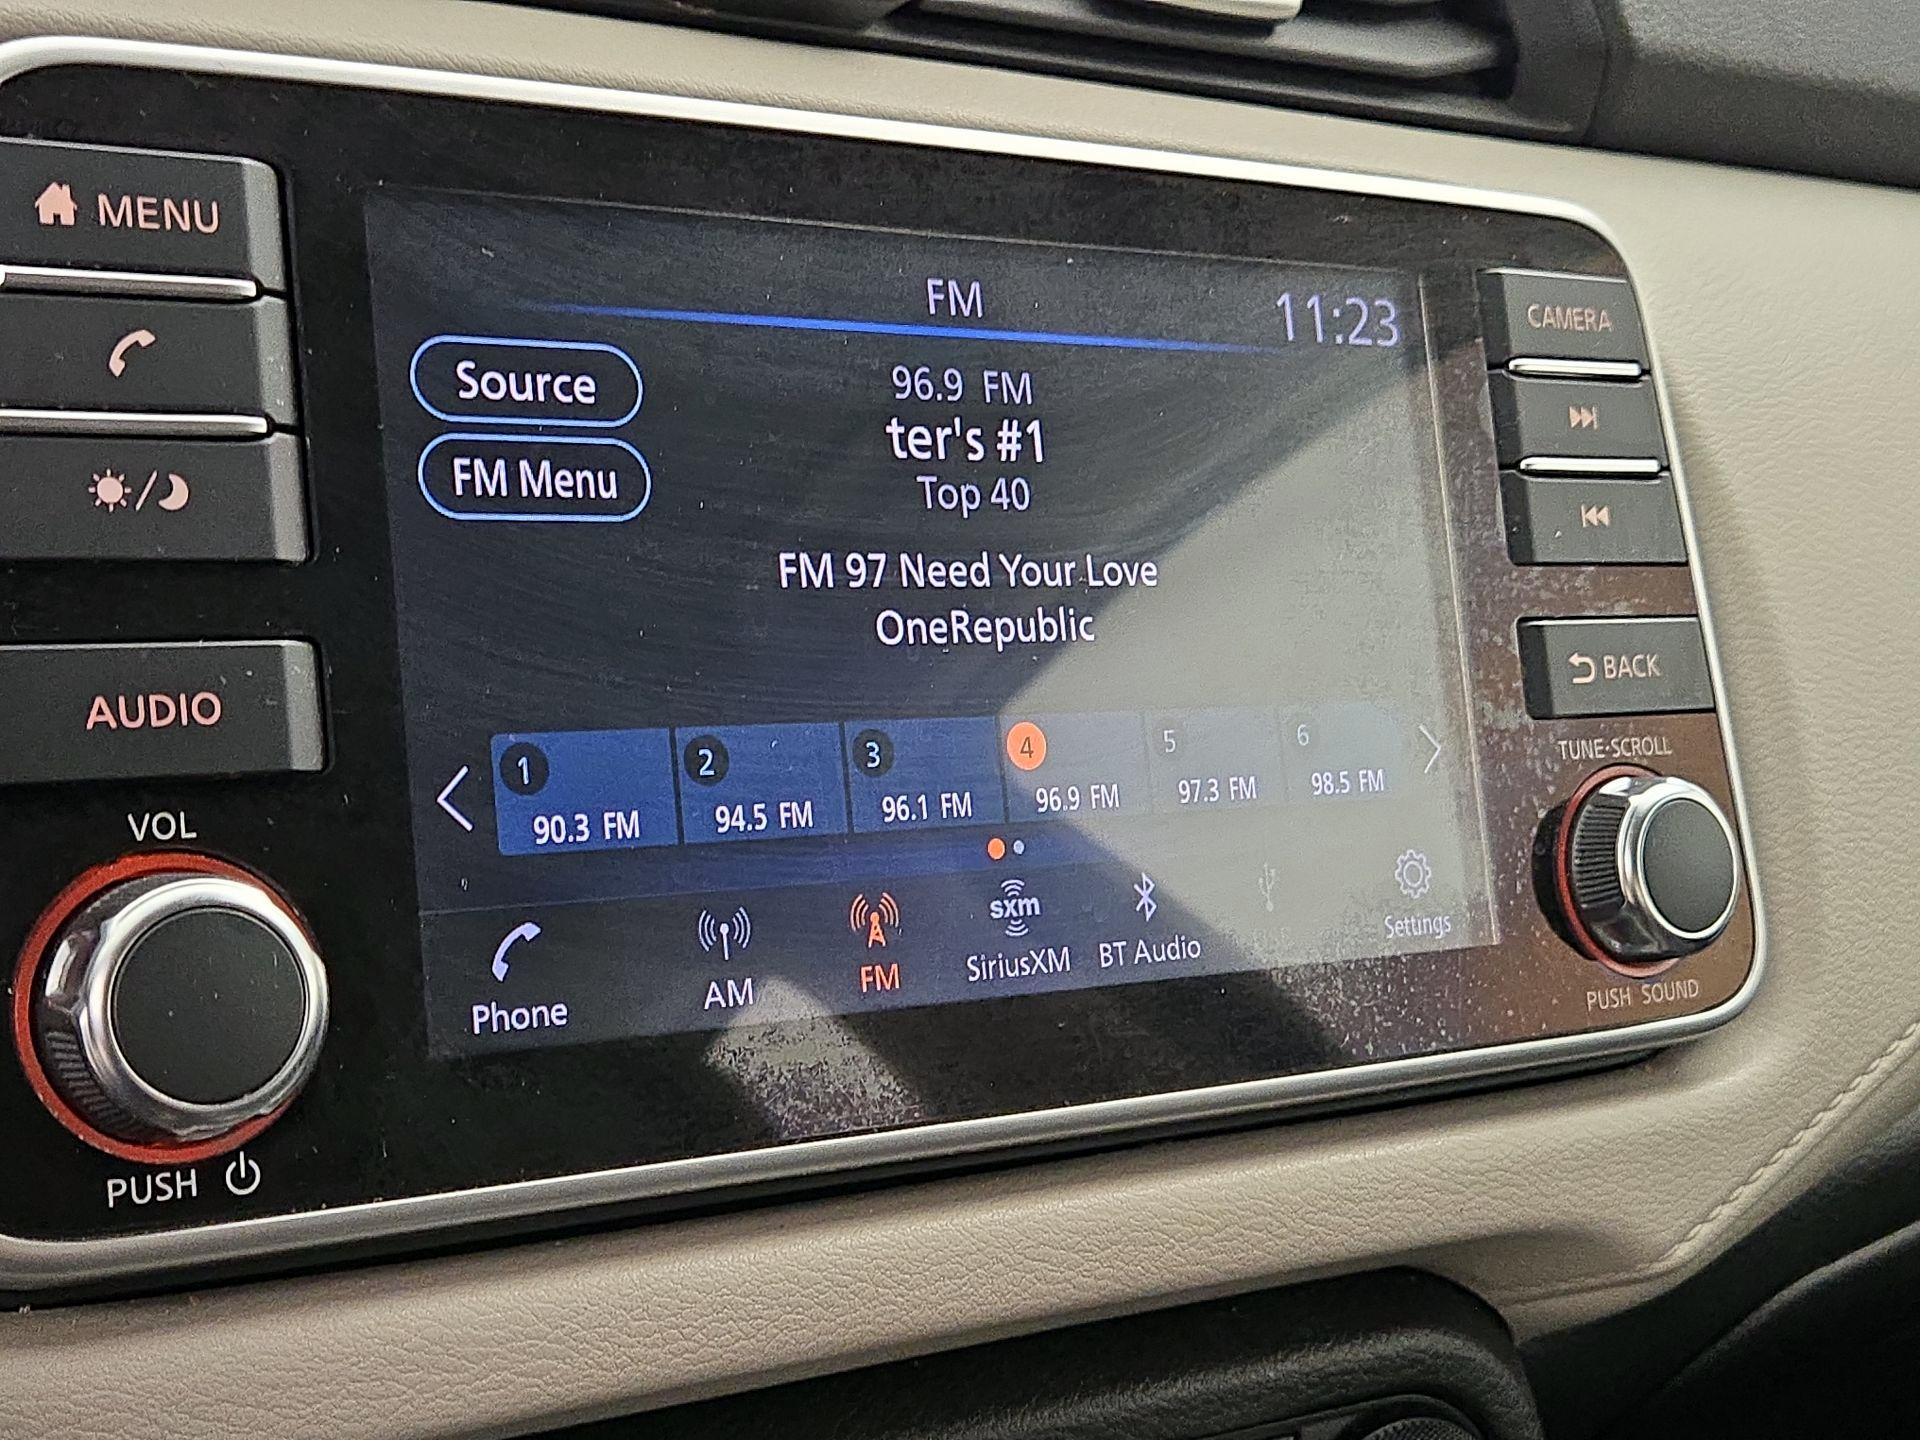 MENU
AUDIO
VOL
PUSH
FM
11:23
Source
FM Menu
96.9 FM
ter's #1
Top 40
FM 97 Need Your Love
OneRepublic
1
90.3 FM
2
94.5 FM
3
96.1 FM
4
96.9 FM
5
97.3 FM
6
98.5 FM
Phone
AM
FM
sxm
SiriusXM
BT Audio
Settings
CAMERA
BACK
TUNE·SCROLL
PUSH SOUND